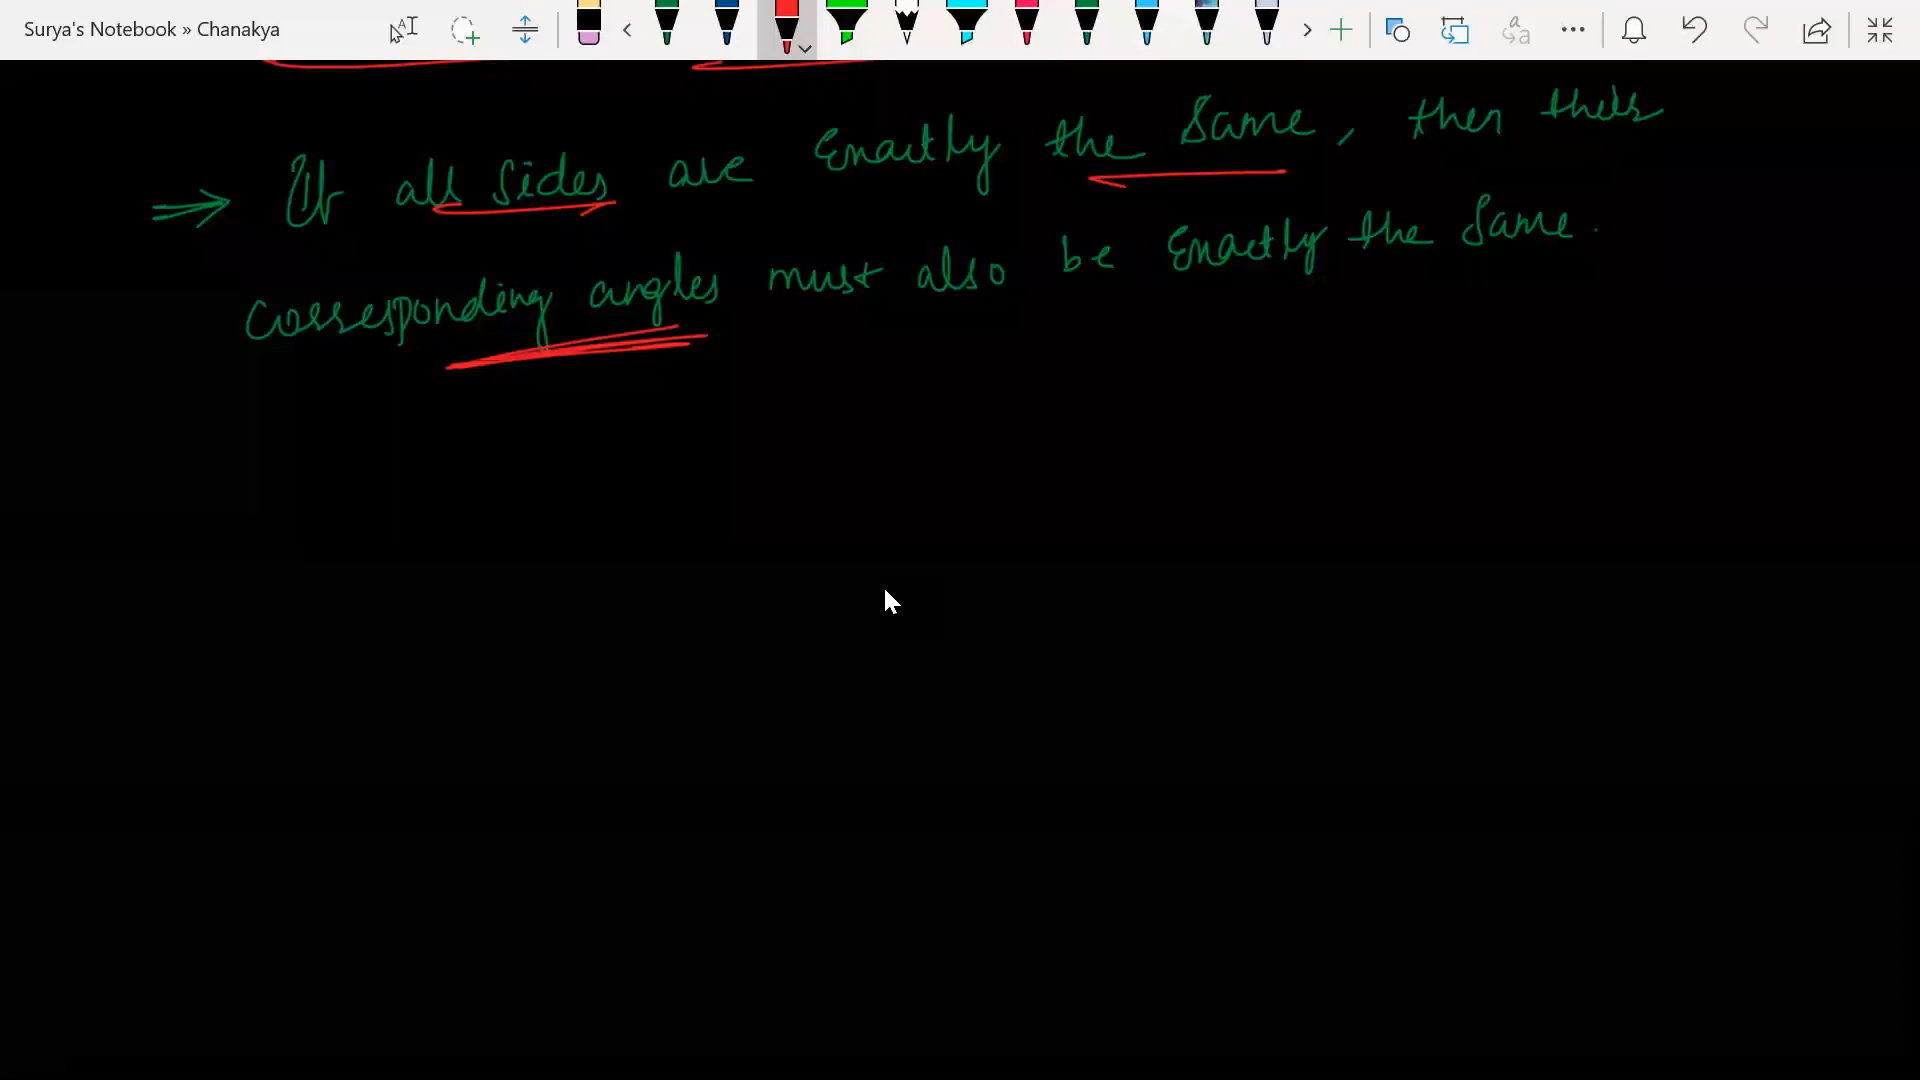 Surya's Notebook » Chanakya
⇒ If all sides are Exactly the Same, then their
Corresponding angles must also be Exactly the Same.